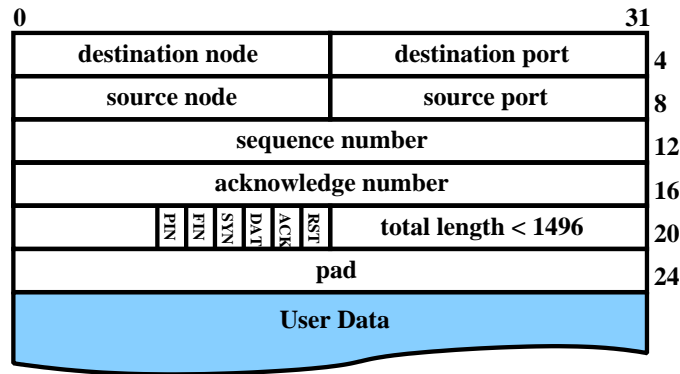 0 31
destination node destination port 4
source node source port 8
sequence number 12
acknowledge number 16
PIN FIN SYN DAT ACK RST total length < 1496 20
pad 24
User Data